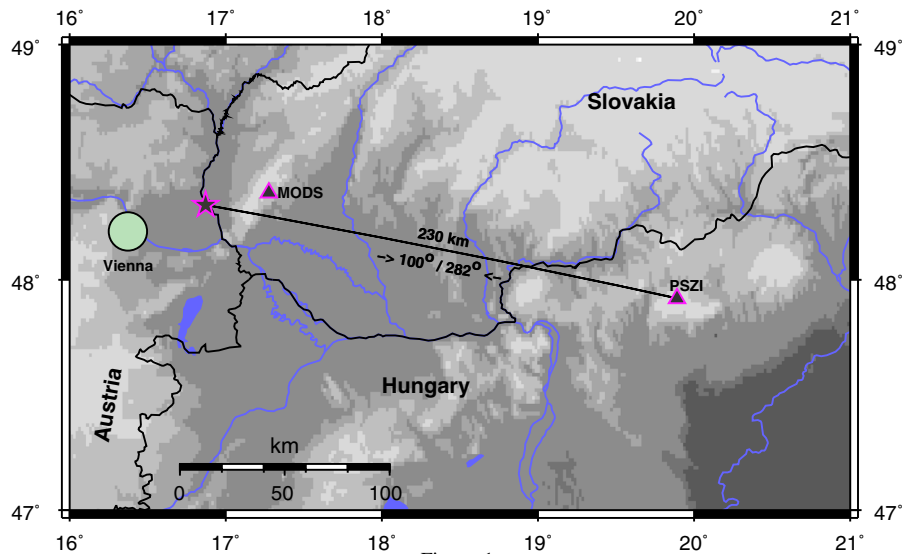 16˚ 17˚ 18˚ 19˚ 20˚ 21˚
49˚ 49˚
Slovakia
MODS
230 km
Vienna
-> 100° / 282° <-
48˚ 48˚
PSZI
Austria
Hungary
km
0 50 100
47˚ 47˚
16˚ 17˚ 18˚ 19˚ 20˚ 21˚